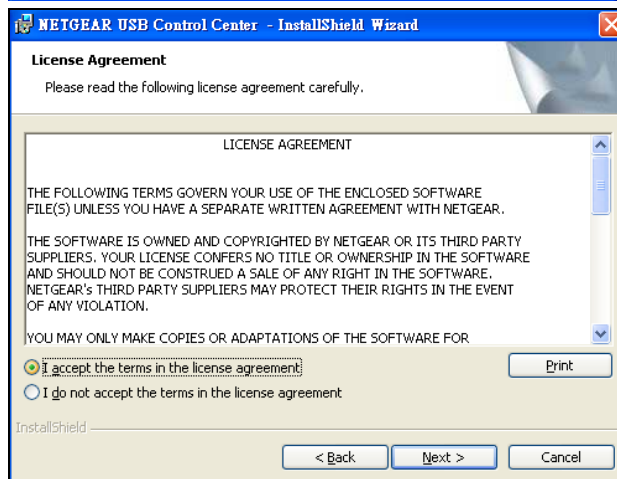 NETGEAR USB Control Center - InstallShield Wizard
License Agreement
Please read the following license agreement carefully.
LICENSE AGREEMENT
THE FOLLOWING TERMS GOVERN YOUR USE OF THE ENCLOSED SOFTWARE
FILE(S) UNLESS YOU HAVE A SEPARATE WRITTEN AGREEMENT WITH NETGEAR.
THE SOFTWARE IS OWNED AND COPYRIGHTED BY NETGEAR OR ITS THIRD PARTY
SUPPLIERS. YOUR LICENSE CONFERS NO TITLE OR OWNERSHIP IN THE SOFTWARE
AND SHOULD NOT BE CONSTRUED A SALE OF ANY RIGHT IN THE SOFTWARE.
NETGEAR's THIRD PARTY SUPPLIERS MAY PROTECT THEIR RIGHTS IN THE EVENT
OF ANY VIOLATION.
YOU MAY ONLY MAKE COPIES OR ADAPTATIONS OF THE SOFTWARE FOR
I accept the terms in the license agreement
Print
I do not accept the terms in the license agreement
InstallShield
< Back
Next >
Cancel